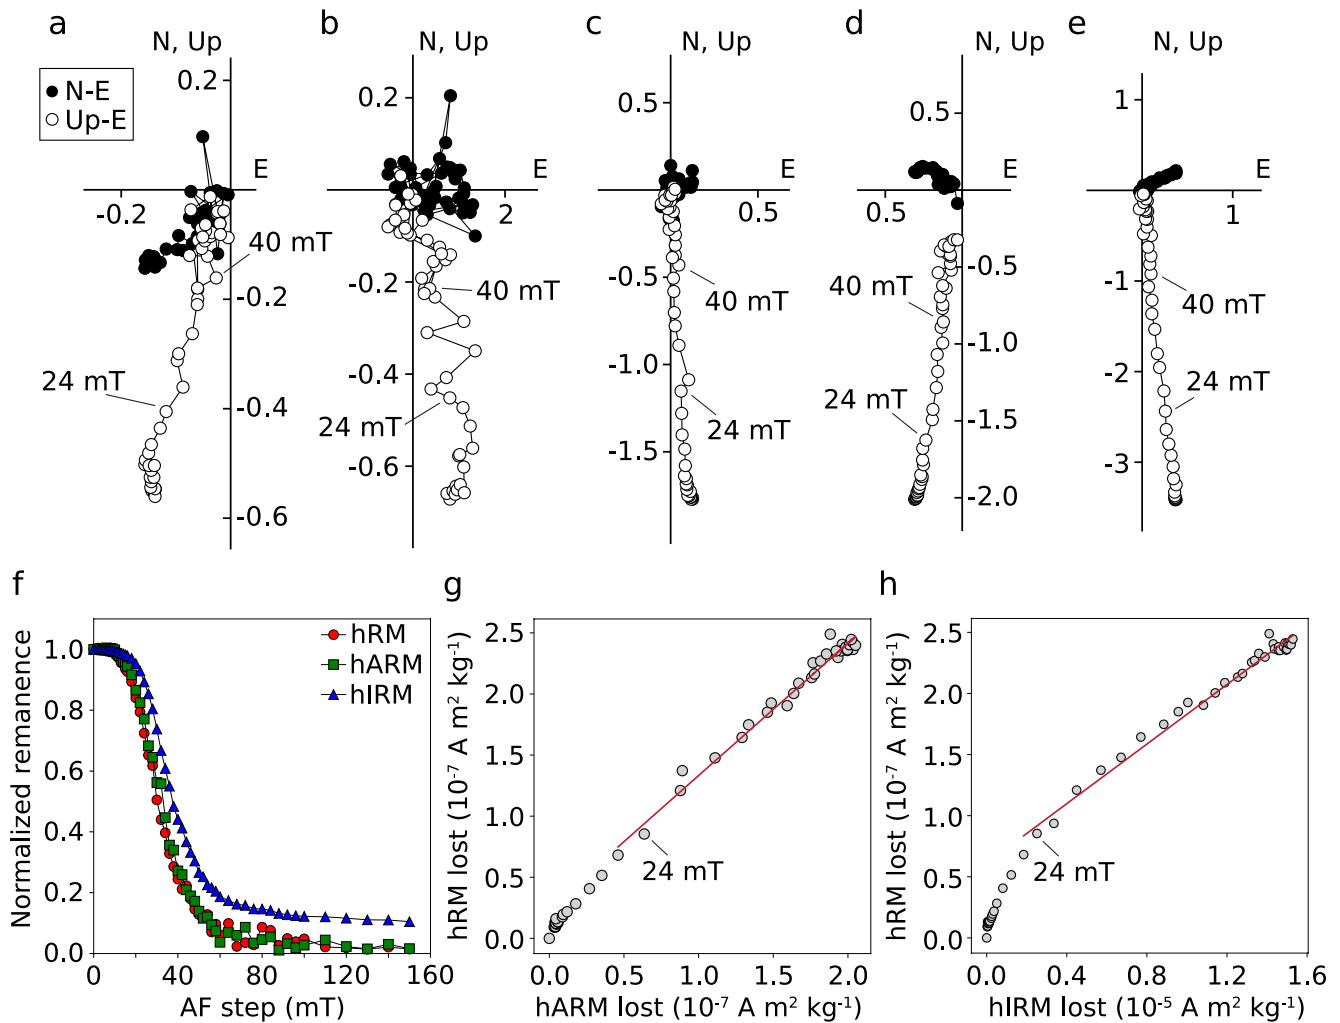 a
b
c
d
e
N, Up
N, Up
N, Up
N, Up
N-E
Up-E
0.2
0.2
0.5
0.5
1
E
E
E
E
E
-0.2
2
0.5
0.5
1
40 mT
-0.2
-0.2
40 mT
-0.5
40 mT
40 mT
-0.5
-1
40 mT
24 mT
-0.4
-0.4
24 mT
-1.0
24 mT
-1.0
24 mT
-1.5
-2
24 mT
-0.6
-0.6
-1.5
-2.0
-3
f
g
h
hRM
hARM
hIRM
Normalized remanence
1.0
0.8
0.6
0.4
0.2
0.0
0
40
80
120
160
AF step (mT)
hRM lost (10⁻⁷ A m² kg⁻¹)
2.5
2.0
1.5
1.0
0.5
0.0
24 mT
0.0
0.5
1.0
1.5
2.0
hARM lost (10⁻⁷ A m² kg⁻¹)
hRM lost (10⁻⁷ A m² kg⁻¹)
2.5
2.0
1.5
1.0
0.5
0.0
24 mT
0.0
0.4
0.8
1.2
1.6
hIRM lost (10⁻⁵ A m² kg⁻¹)